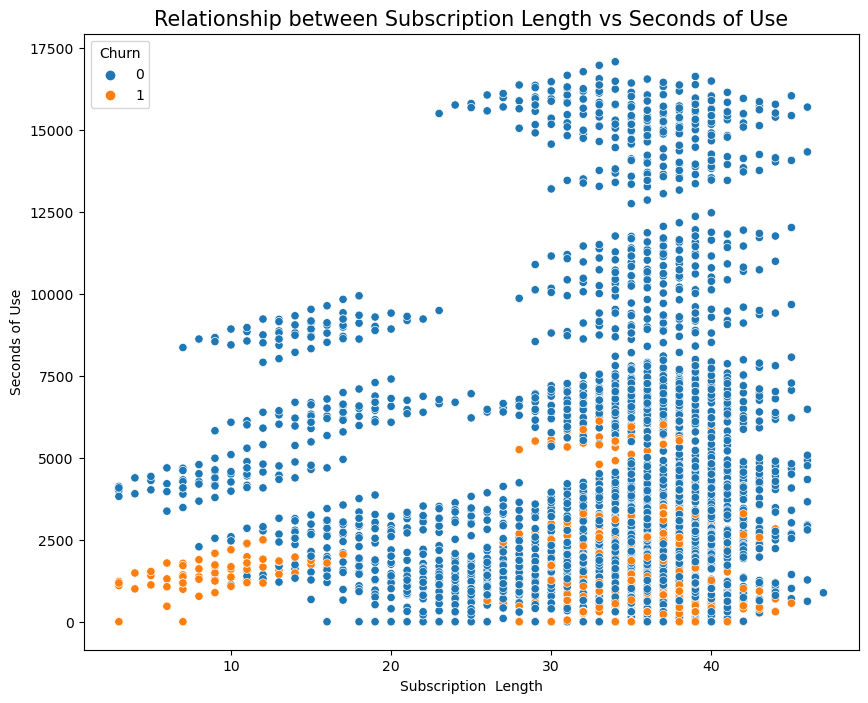 Relationship between Subscription Length vs Seconds of Use
Churn
0
1
17500
15000
12500
10000
7500
5000
2500
0
Seconds of Use
10 20 30 40
Subscription  Length